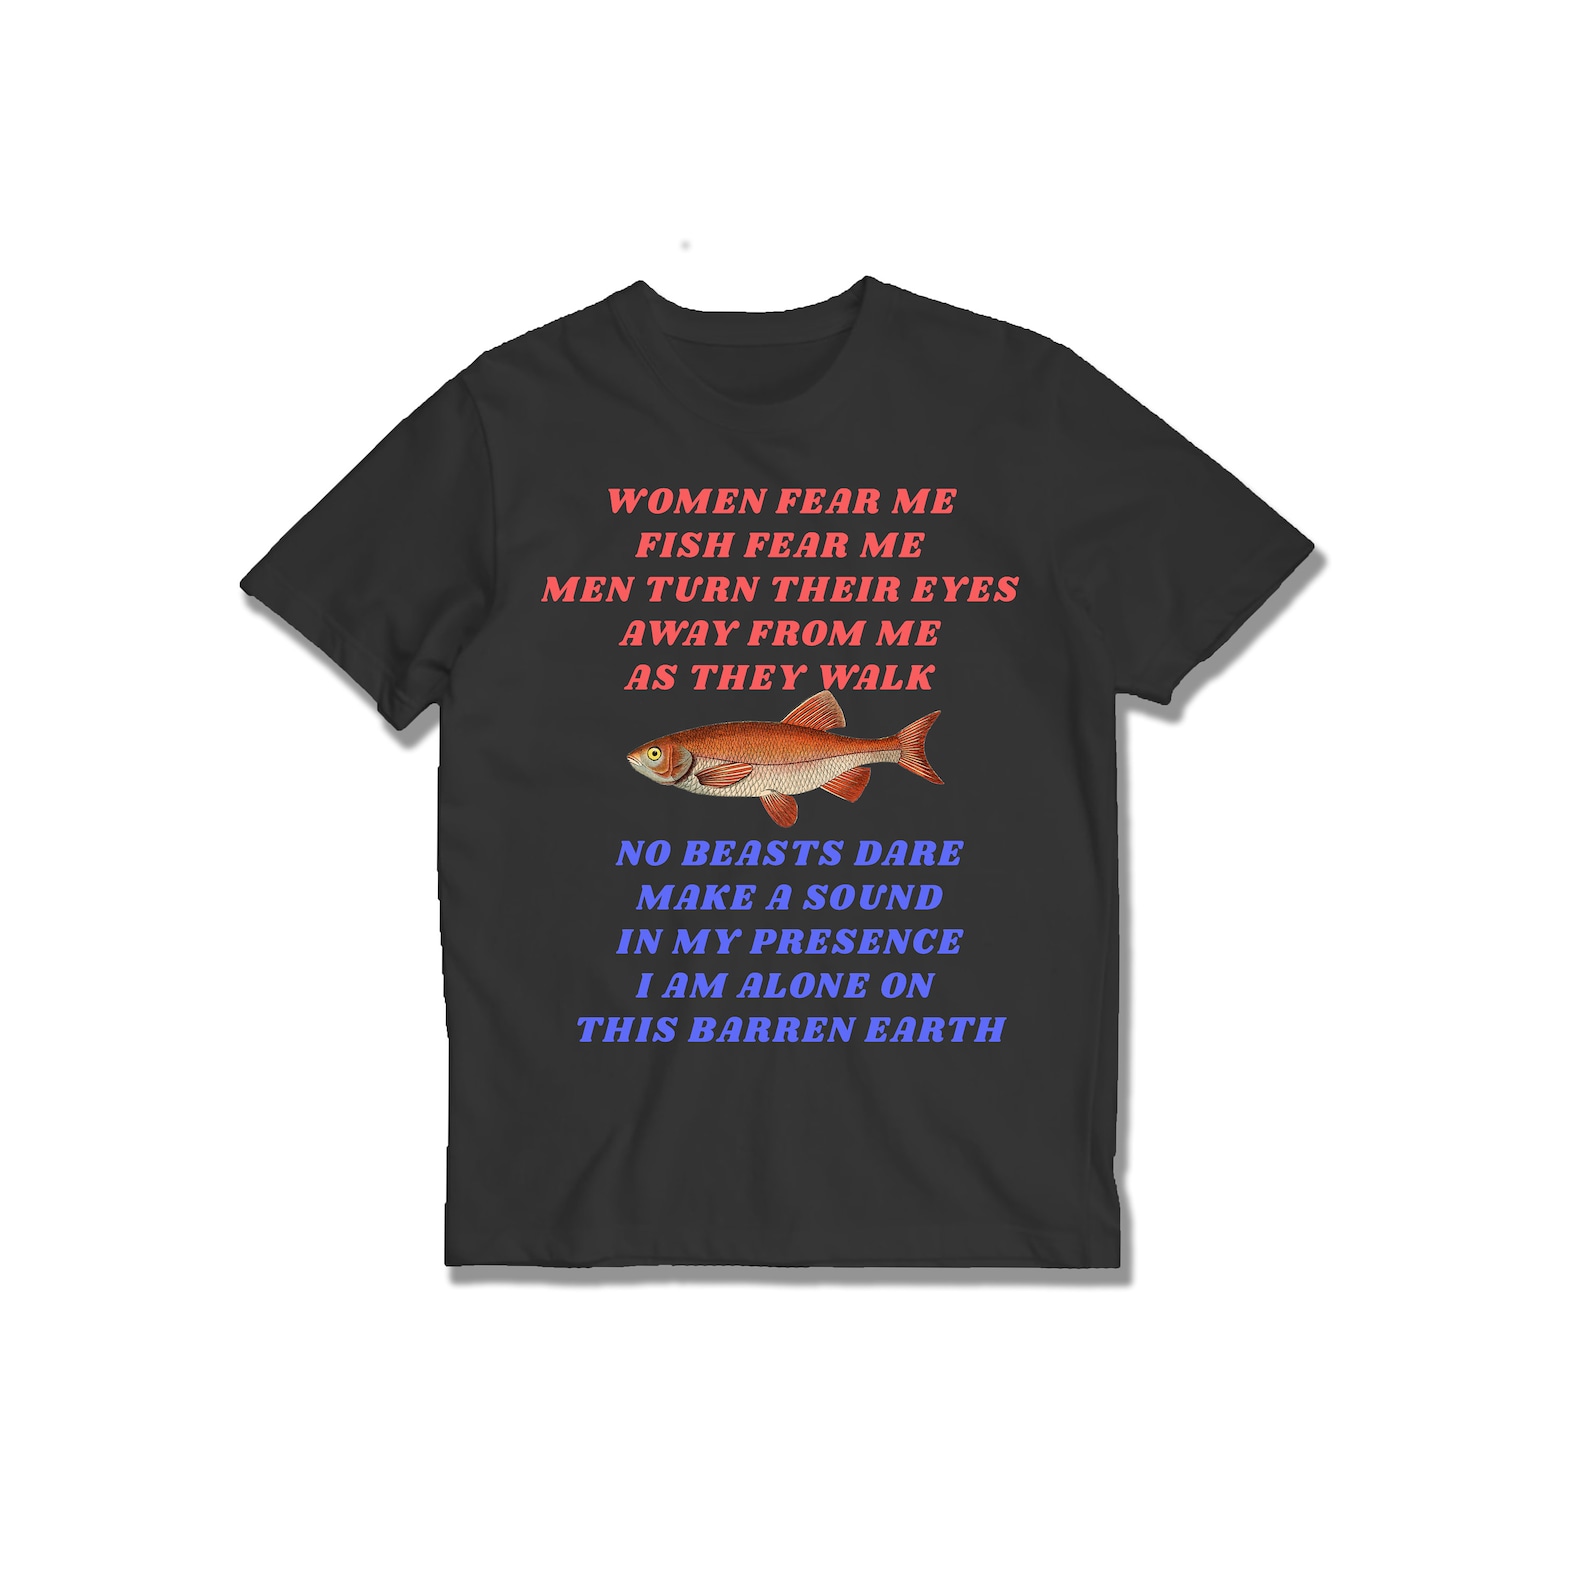 WOMEN FEAR ME
FISH FEAR ME
MEN TURN THEIR EYES
AWAY FROM ME
AS THEY WALK
NO BEASTS DARE
MAKE A SOUND
IN MY PRESENCE
I AM ALONE ON
THIS BARREN EARTH